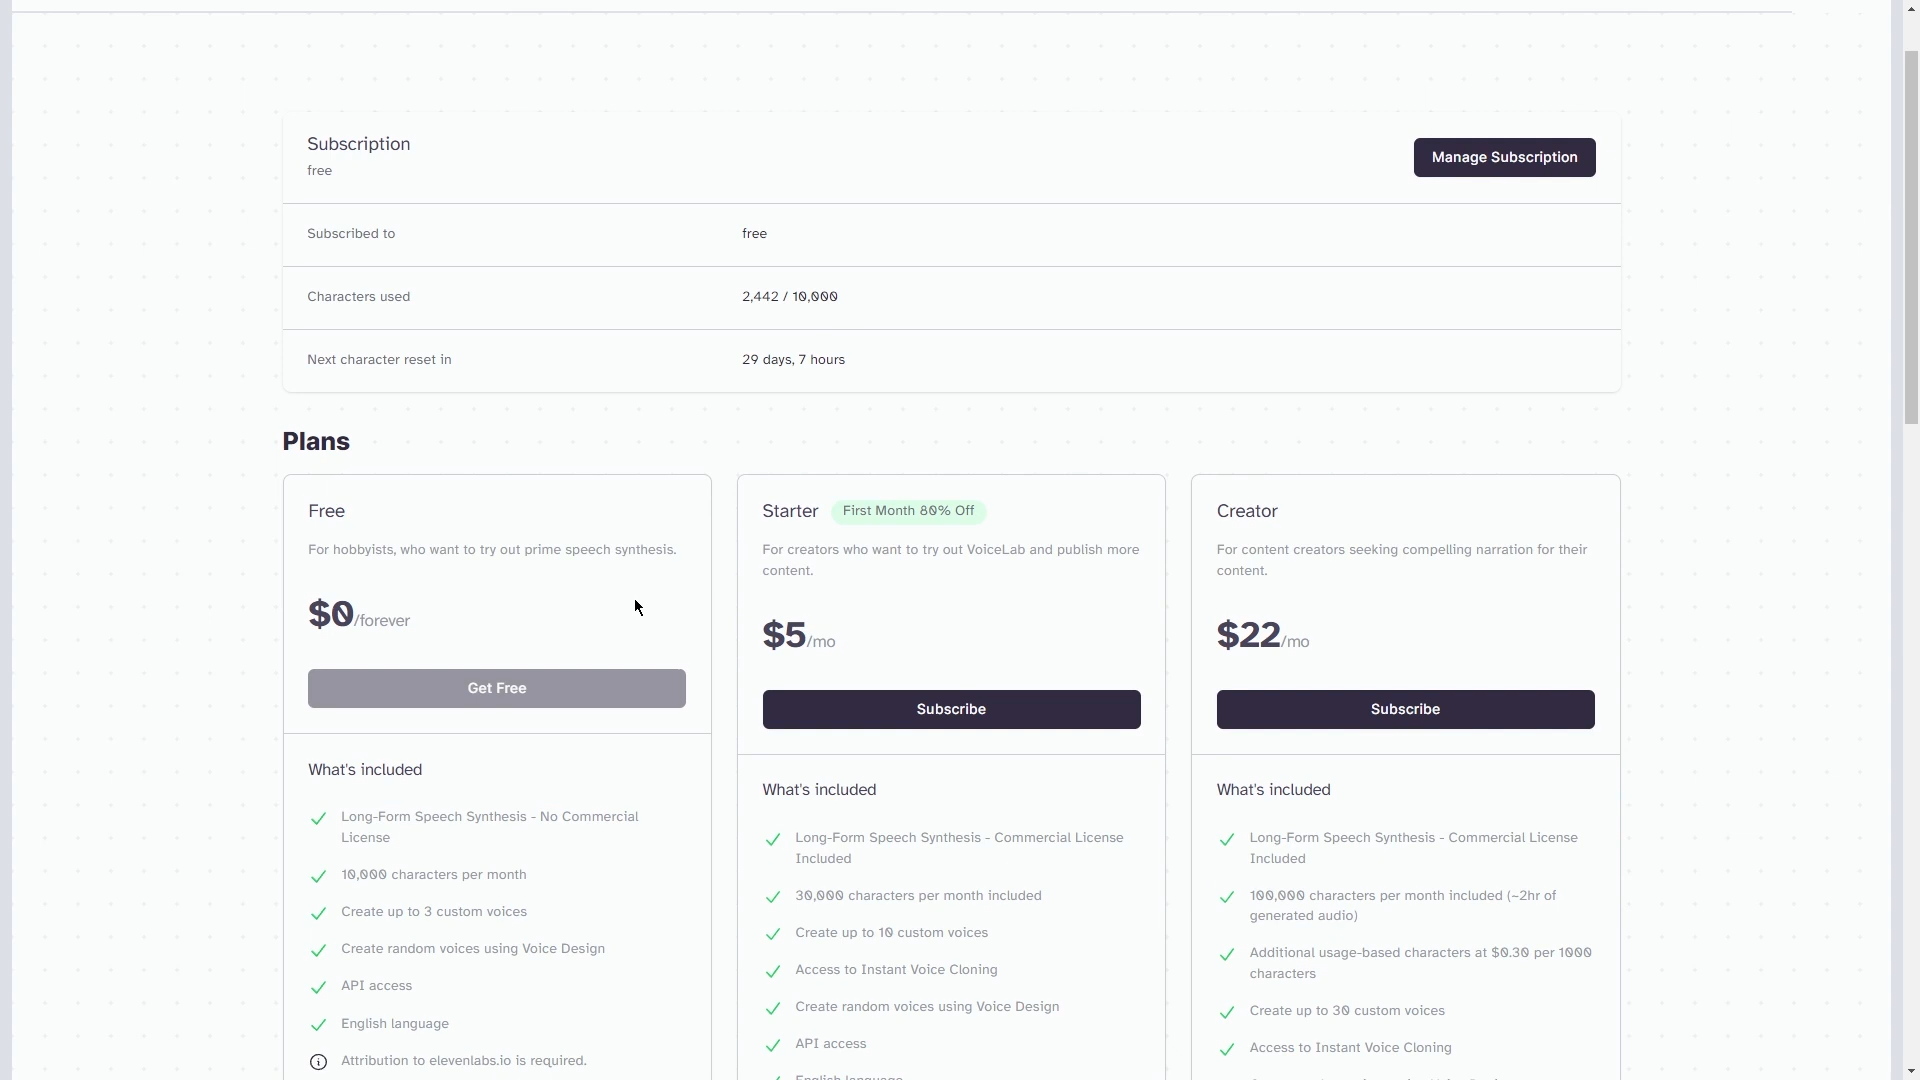 Subscription
free
Manage Subscription
Subscribed to
free
Characters used
2,442 / 10,000
Next character reset in
29 days, 7 hours
Plans
Free
For hobbyists, who want to try out prime speech synthesis.
$0/forever
Get Free
What's included
Long-Form Speech Synthesis - No Commercial
License
10,000 characters per month
Create up to 3 custom voices
Create random voices using Voice Design
API access
English language
Attribution to elevenlabs.io is required.
Starter
First Month 80% Off
For creators who want to try out VoiceLab and publish more
content.
$5/mo
Subscribe
What's included
Long-Form Speech Synthesis - Commercial License
Included
30,000 characters per month included
Create up to 10 custom voices
Access to Instant Voice Cloning
Create random voices using Voice Design
API access
English language
Creator
For content creators seeking compelling narration for their
content.
$22/mo
Subscribe
What's included
Long-Form Speech Synthesis - Commercial License
Included
100,000 characters per month included (~2hr of
generated audio)
Additional usage-based characters at $0.30 per 1000
characters
Create up to 30 custom voices
Access to Instant Voice Cloning